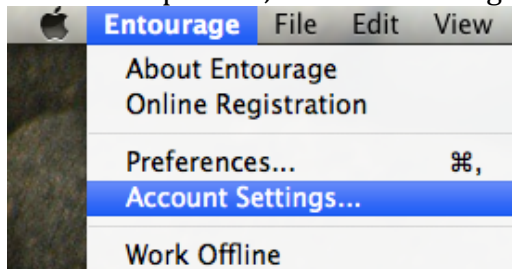 Entourage File Edit View
About Entourage
Online Registration
Preferences... ⌘,
Account Settings...
Work Offline